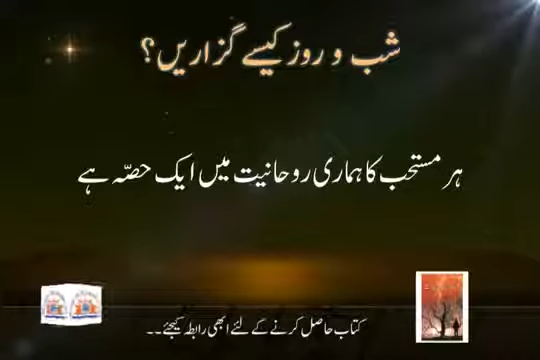 شب و روز کیسے گزاریں؟
ہر مستحب کا ہماری روحانیت میں ایک حصّہ ہے
کتاب حاصل کرنے کے لئے ابھی رابطہ کیجئے۔۔